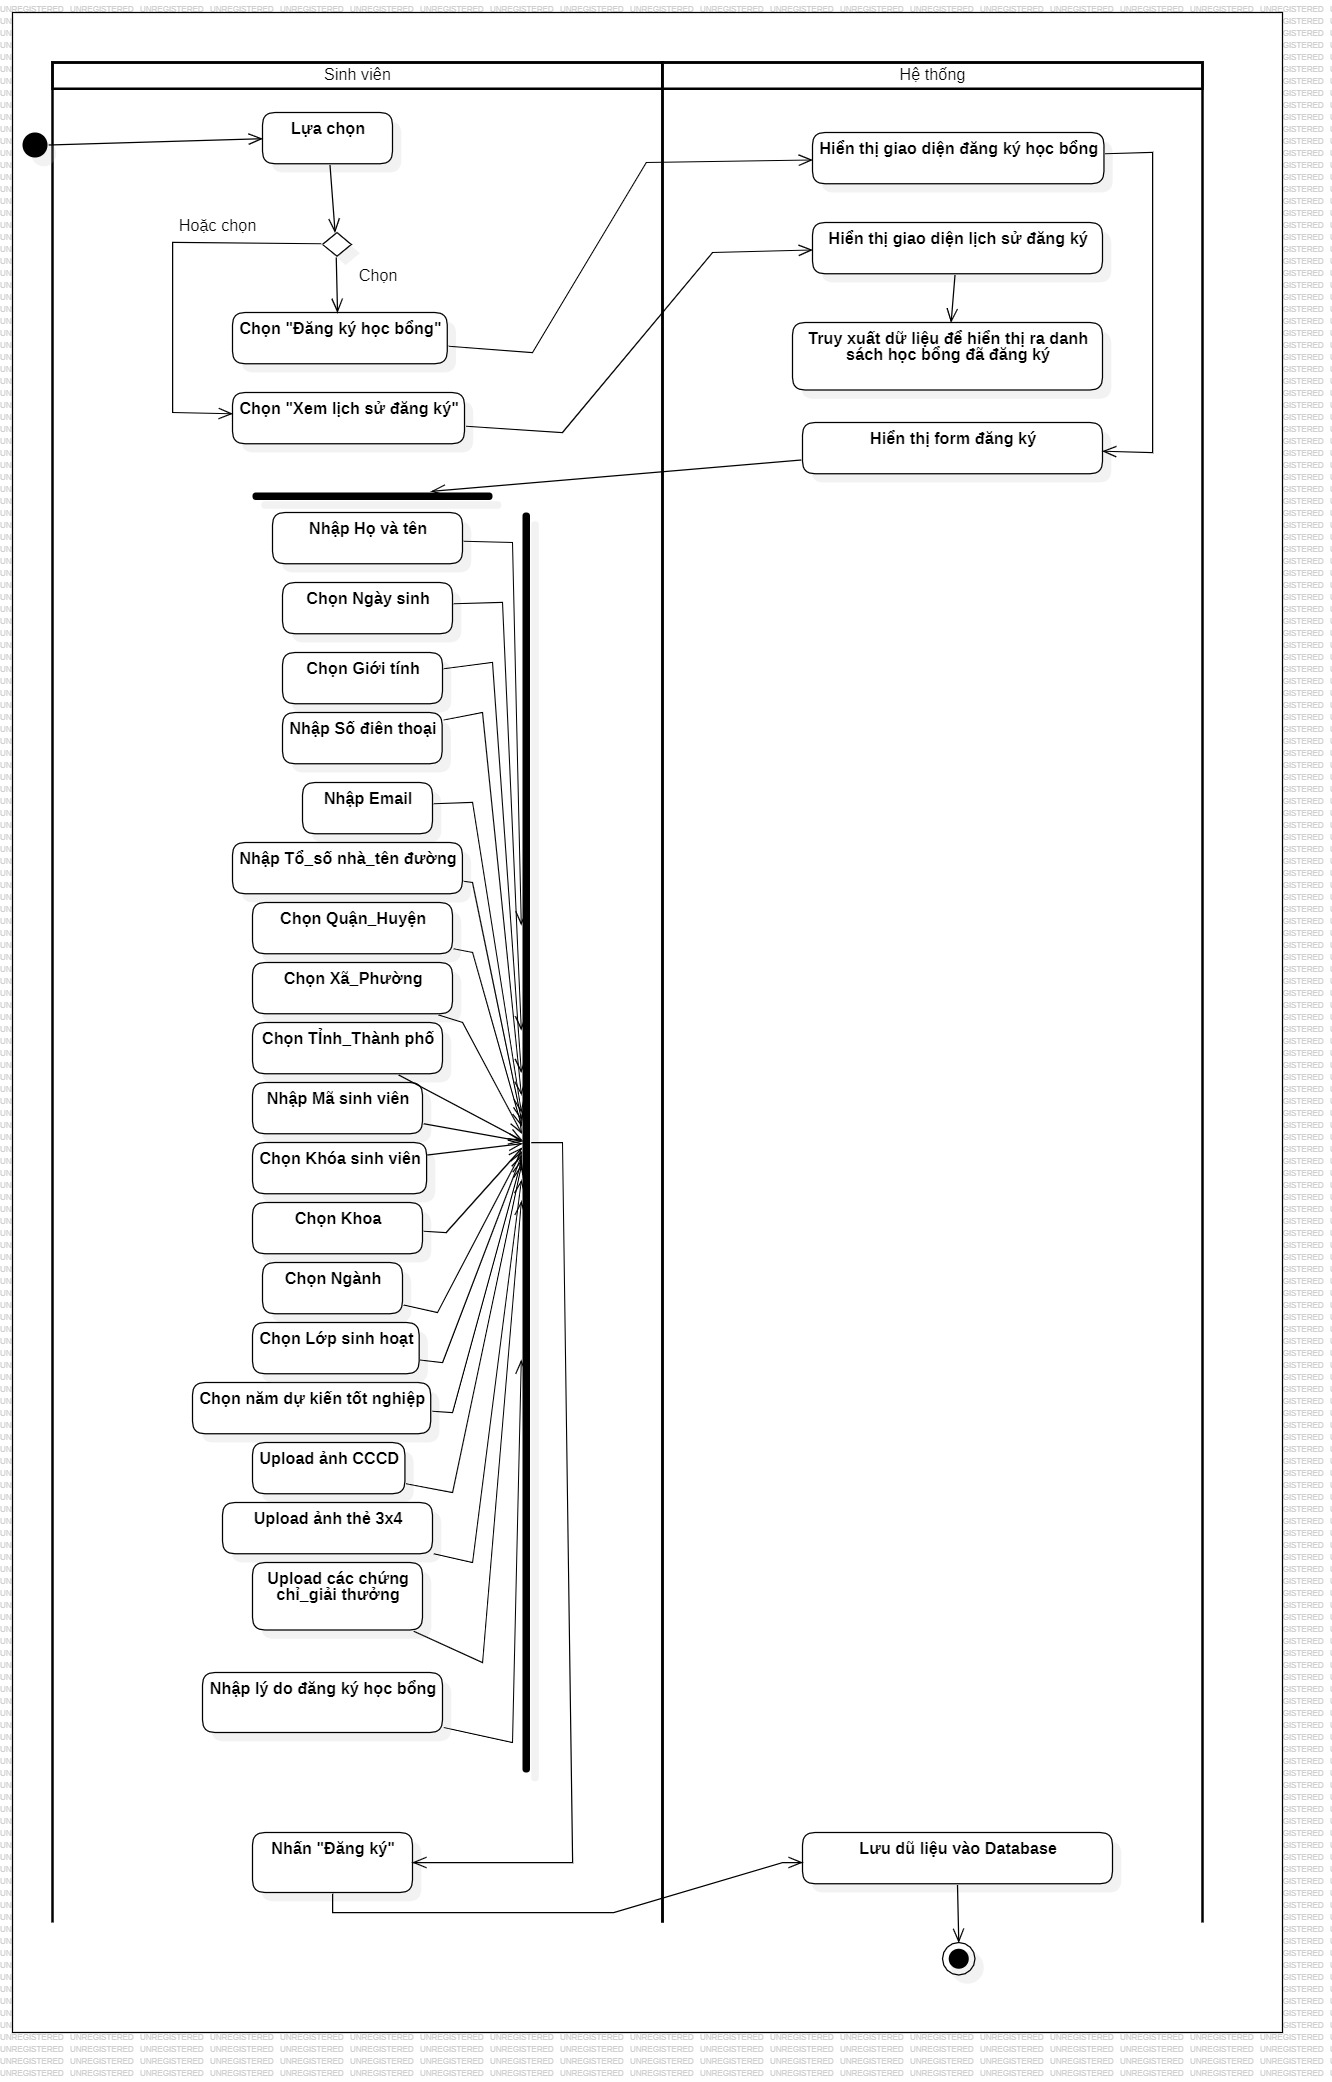 Sinh viên
Hệ thống
Lựa chọn
Hiển thị giao diện đăng ký học bổng
Hoặc chọn
Hiển thị giao diện lịch sử đăng ký
Chọn
Chọn "Đăng ký học bổng"
Truy xuất dữ liệu để hiển thị ra danh
sách học bổng đã đăng ký
Chọn "Xem lịch sử đăng ký"
Hiển thị form đăng ký
Nhập Họ và tên
Chọn Ngày sinh
Chọn Giới tính
Nhập Số điên thoại
Nhập Email
Nhập Tổ_số nhà_tên đường
Chọn Quận_Huyện
Chọn Xã_Phường
Chọn Tỉnh_Thành phố
Nhập Mã sinh viên
Chọn Khóa sinh viên
Chọn Khoa
Chọn Ngành
Chọn Lớp sinh hoạt
Chọn năm dự kiến tốt nghiệp
Upload ảnh CCCD
Upload ảnh thẻ 3x4
Upload các chứng
chỉ_giải thưởng
Nhập lý do đăng ký học bổng
Nhấn "Đăng ký"
Lưu dũ liệu vào Database
UNREGISTERED